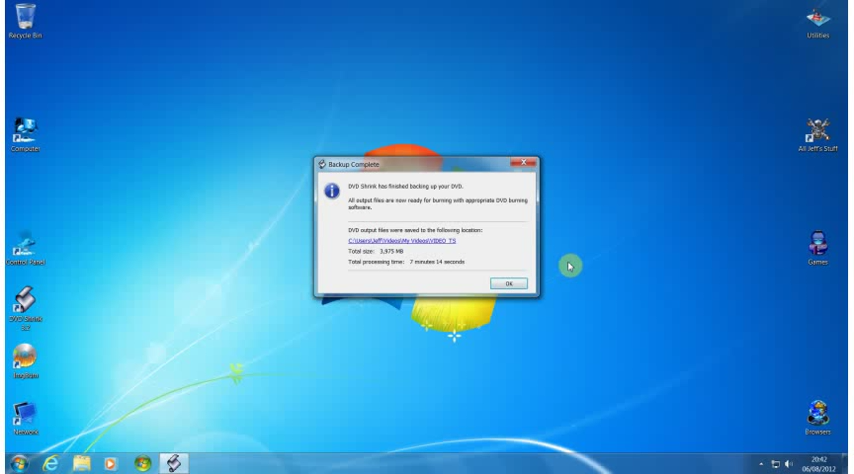 Recycle Bin
Utilities
Computer
All Jeff's Stuff
Backup Complete
DVD Shrink has finished backing up your DVD.
All output files are now ready for burning with appropriate DVD burning
software.
DVD output files were saved to the following location:
C:\Users\Jeff\Videos\My Videos\VIDEO_TS
Total size: 3,975 MB
Total processing time: 7 minutes 14 seconds
OK
Control Panel
Games
DVD Shrink
3.2
ImgBurn
Network
Browsers
20:42
06/08/2012